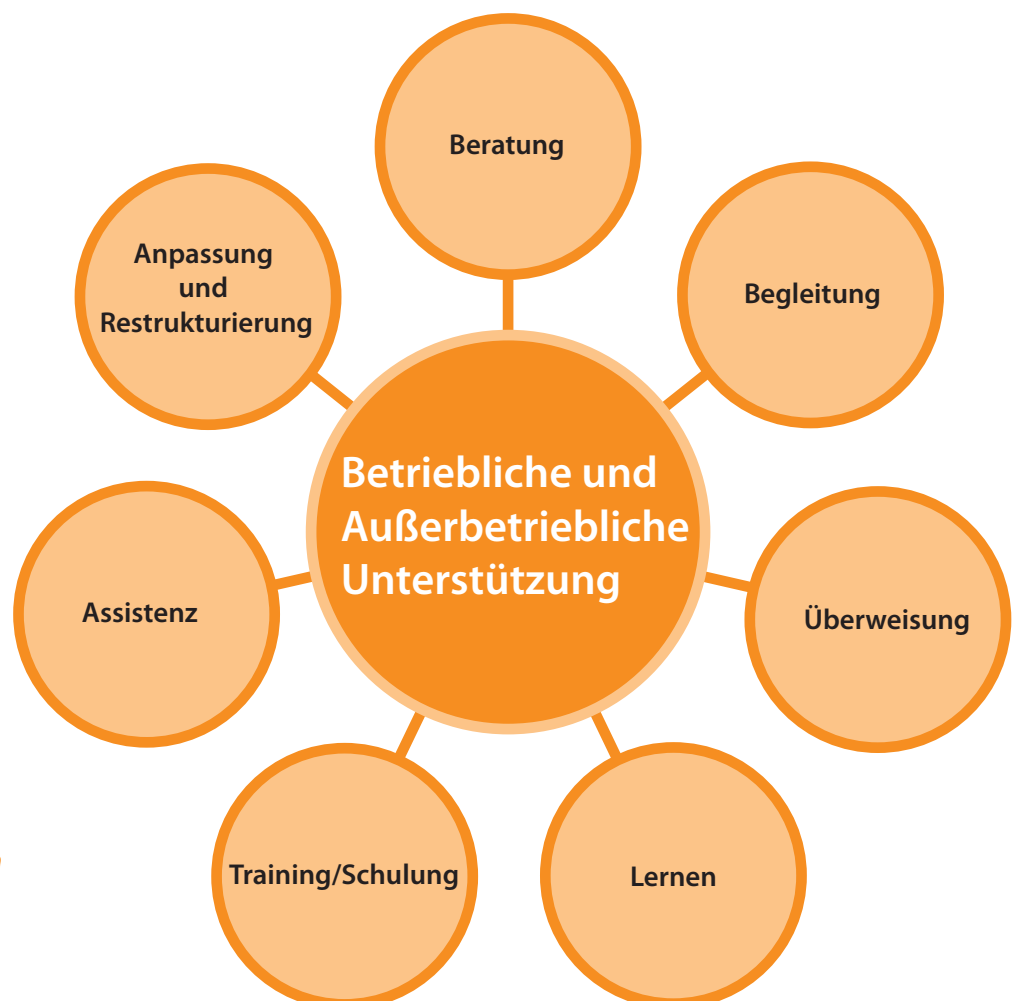 Beratung
Begleitung
Überweisung
Lernen
Training/Schulung
Assistenz
Anpassung
und
Restrukturierung
Betriebliche und
Außerbetriebliche
Unterstützung